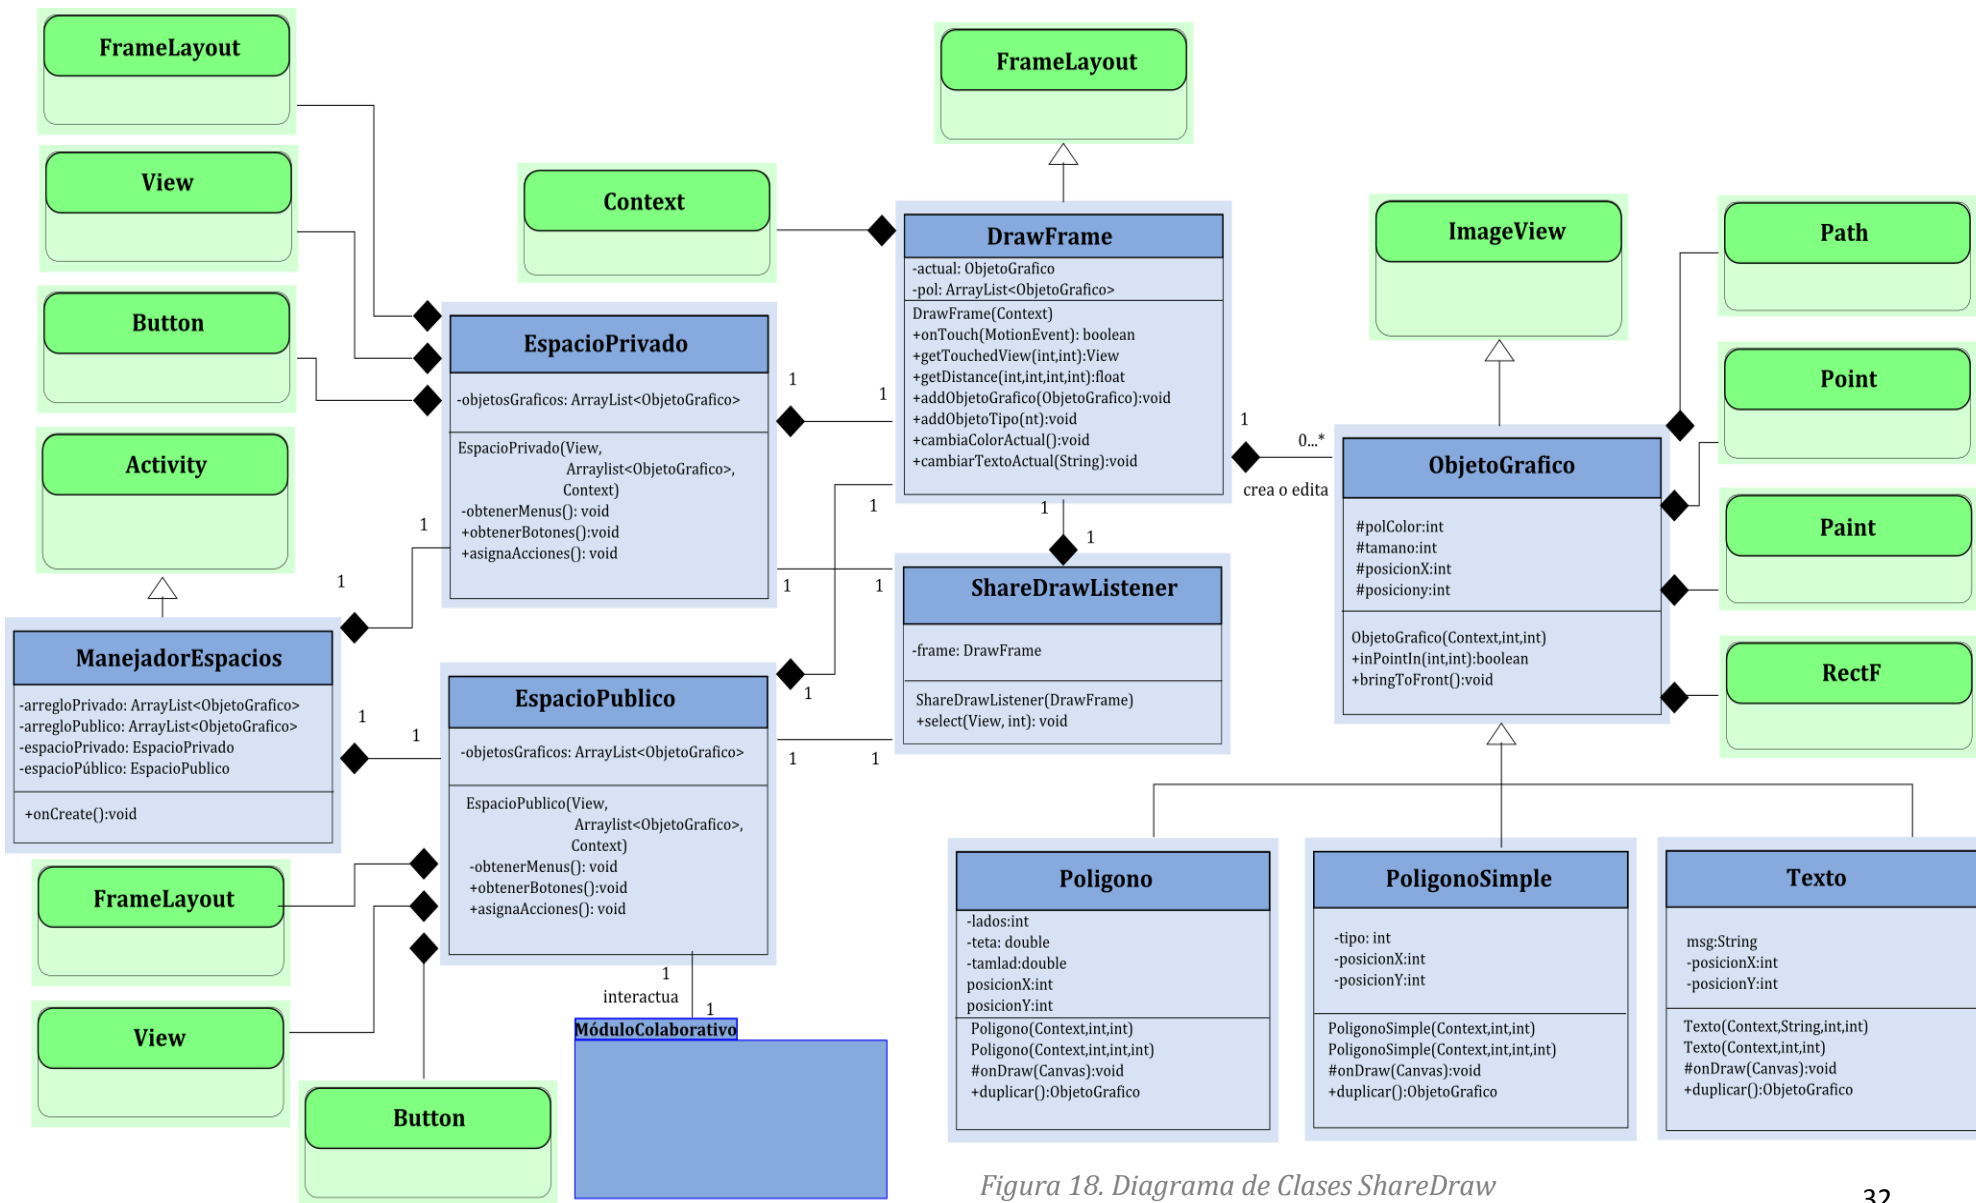 FrameLayout
View
Button
Activity
Context
FrameLayout
ImageView
Path
Point
Paint
RectF
EspacioPrivado
-objetosGraficos: ArrayList<ObjetoGrafico>
EspacioPrivado(View,
Arraylist<ObjetoGrafico>,
Context)
-obtenerMenus(): void
+obtenerBotones():void
+asignaAcciones(): void
DrawFrame
-actual: ObjetoGrafico
-pol: ArrayList<ObjetoGrafico>
DrawFrame(Context)
+onTouch(MotionEvent): boolean
+getTouchedView(int,int):View
+getDistance(int,int,int,int):float
+addObjetoGrafico(ObjetoGrafico):void
+addObjetoTipo(nt):void
+cambiaColorActual():void
+cambiarTextoActual(String):void
1
1
1
0...*
crea o edita
ObjetoGrafico
#polColor:int
#tamano:int
#posicionX:int
#posiciony:int
ObjetoGrafico(Context,int,int)
+inPointIn(int,int):boolean
+bringToFront():void
1
1
1
1
1
1
1
ManejadorEspacios
-arregloPrivado: ArrayList<ObjetoGrafico>
-arregloPublico: ArrayList<ObjetoGrafico>
-espacioPrivado: EspacioPrivado
-espacioPúblico: EspacioPublico
+onCreate():void
1
1
ShareDrawListener
-frame: DrawFrame
ShareDrawListener(DrawFrame)
+select(View, int): void
1
1
1
EspacioPublico
-objetosGraficos: ArrayList<ObjetoGrafico>
EspacioPublico(View,
Arraylist<ObjetoGrafico>,
Context)
-obtenerMenus(): void
+obtenerBotones():void
+asignaAcciones(): void
FrameLayout
View
Button
1
interactua
1
MóduloColaborativo
Poligono
-lados:int
-teta: double
-tamlad:double
posicionX:int
posicionY:int
Poligono(Context,int,int)
Poligono(Context,int,int,int)
#onDraw(Canvas):void
+duplicar():ObjetoGrafico
PoligonoSimple
-tipo: int
-posicionX:int
-posicionY:int
PoligonoSimple(Context,int,int)
PoligonoSimple(Context,int,int,int)
#onDraw(Canvas):void
+duplicar():ObjetoGrafico
Texto
msg:String
-posicionX:int
-posicionY:int
Texto(Context,String,int,int)
Texto(Context,int,int)
#onDraw(Canvas):void
+duplicar():ObjetoGrafico
Figura 18. Diagrama de Clases ShareDraw
32